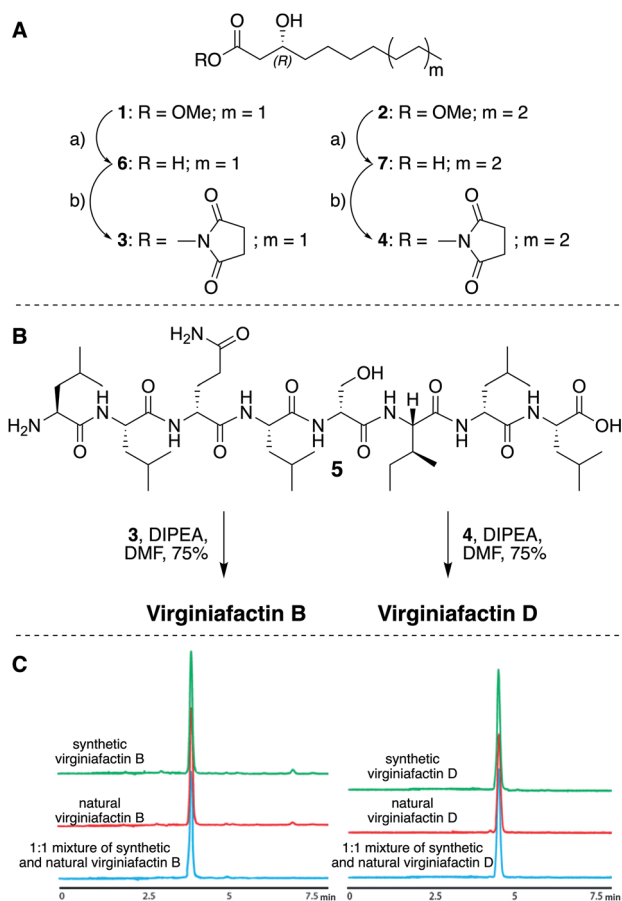 A
O
OH
RO
(R)
m
1: R = OMe; m = 1
2: R = OMe; m = 2
a)
a)
6: R = H; m = 1
7: R = H; m = 2
b)
b)
O
O
3: R = N ; m = 1
4: R = N ; m = 2
O
O
B
H2N
O
OH
O
H
N
O
H
N
O
H
N
H
O
H
N
O
H2N
O
N
H
O
N
H
O
N
H
O
OH
5
3, DIPEA,
DMF, 75%
4, DIPEA,
DMF, 75%
Virginiafactin B
Virginiafactin D
C
synthetic
virginiafactin B
natural
virginiafactin B
1:1 mixture of synthetic
and natural virginiafactin B
0
2.5
5
7.5 min
synthetic
virginiafactin D
natural
virginiafactin D
1:1 mixture of synthetic
and natural virginiafactin D
0
2.5
5
7.5 min